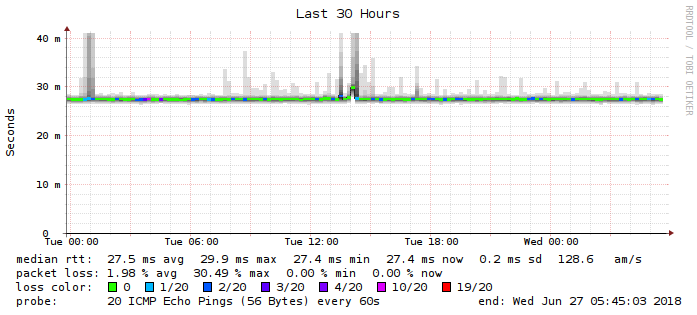 Last 30 Hours
RRDTOOL / TOBI OETIKER
Seconds
40 m
30 m
20 m
10 m
0
Tue 00:00 Tue 06:00 Tue 12:00 Tue 18:00 Wed 00:00
median rtt: 27.5 ms avg 29.9 ms max 27.4 ms min 27.4 ms now 0.2 ms sd 128.6 am/s
packet loss: 1.98 % avg 30.49 % max 0.00 % min 0.00 % now
loss color: 0 1/20 2/20 3/20 4/20 10/20 19/20
probe: 20 ICMP Echo Pings (56 Bytes) every 60s end: Wed Jun 27 05:45:03 2018